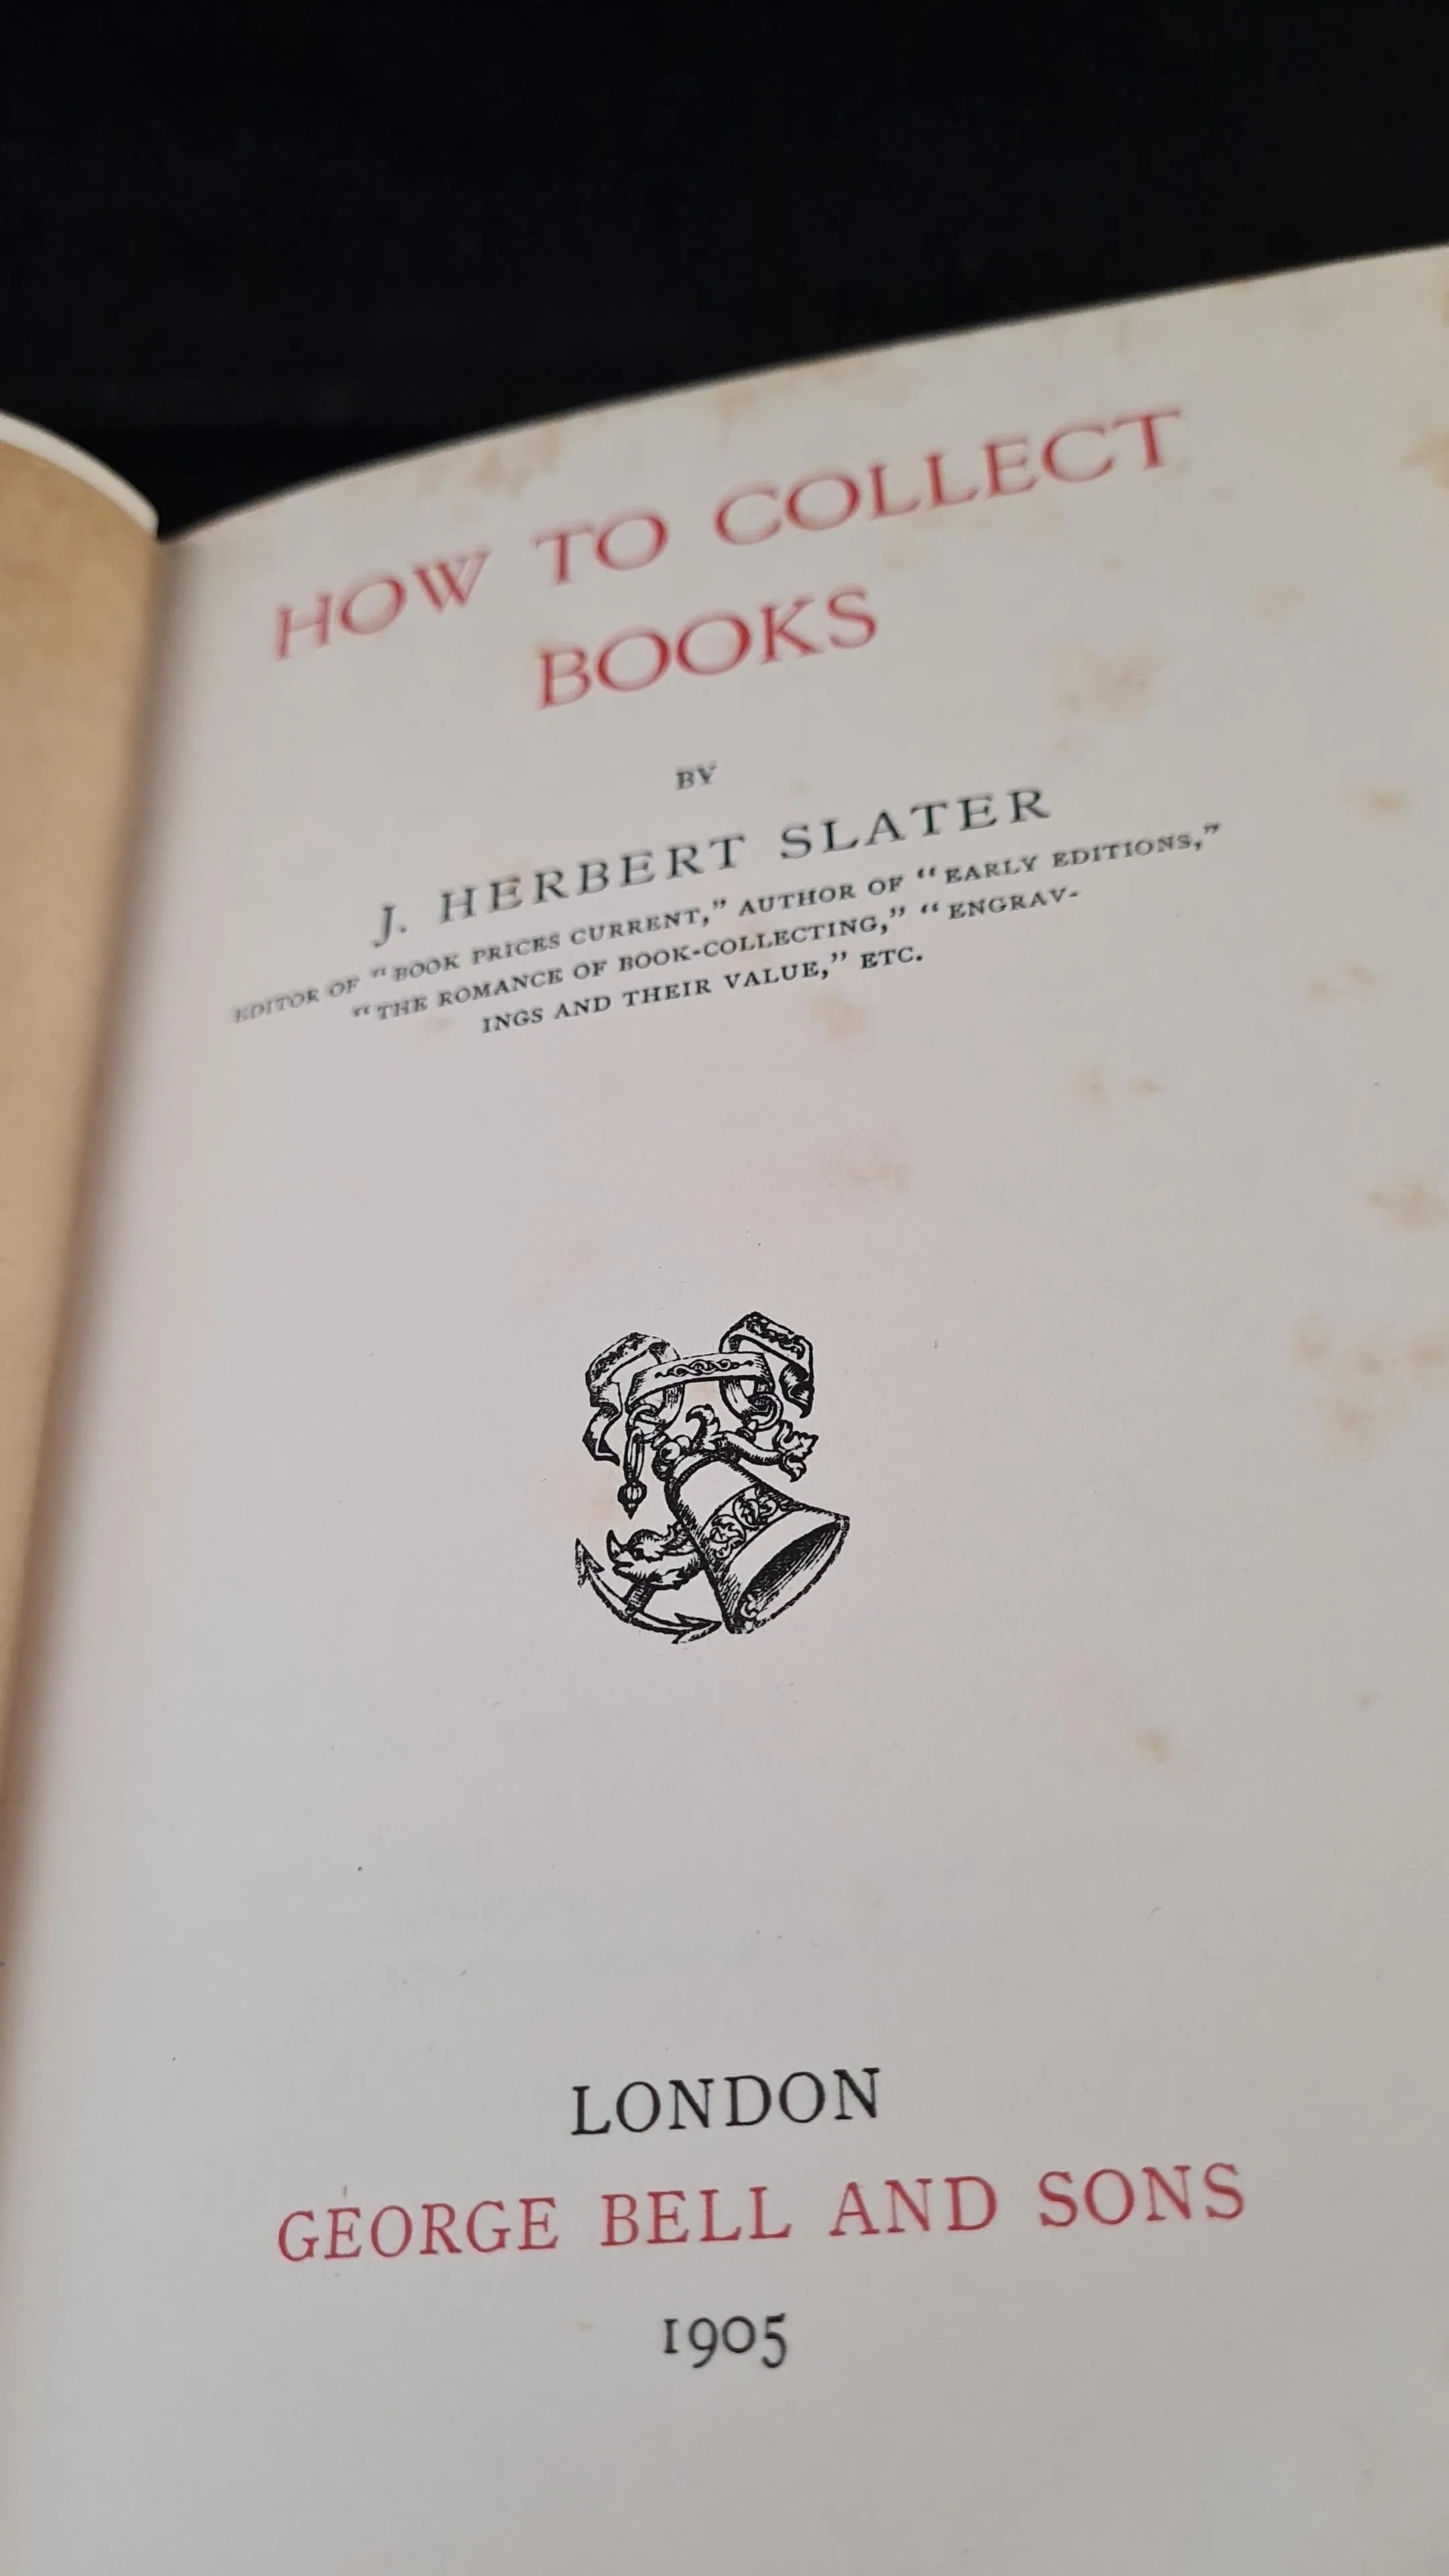 HOW TO COLLECT
BOOKS
BY
J. HERBERT SLATER
EDITOR OF "BOOK PRICES CURRENT," AUTHOR OF "EARLY EDITIONS,"
"THE ROMANCE OF BOOK-COLLECTING," "ENGRAV-
INGS AND THEIR VALUE," ETC.
LONDON
GEORGE BELL AND SONS
1905